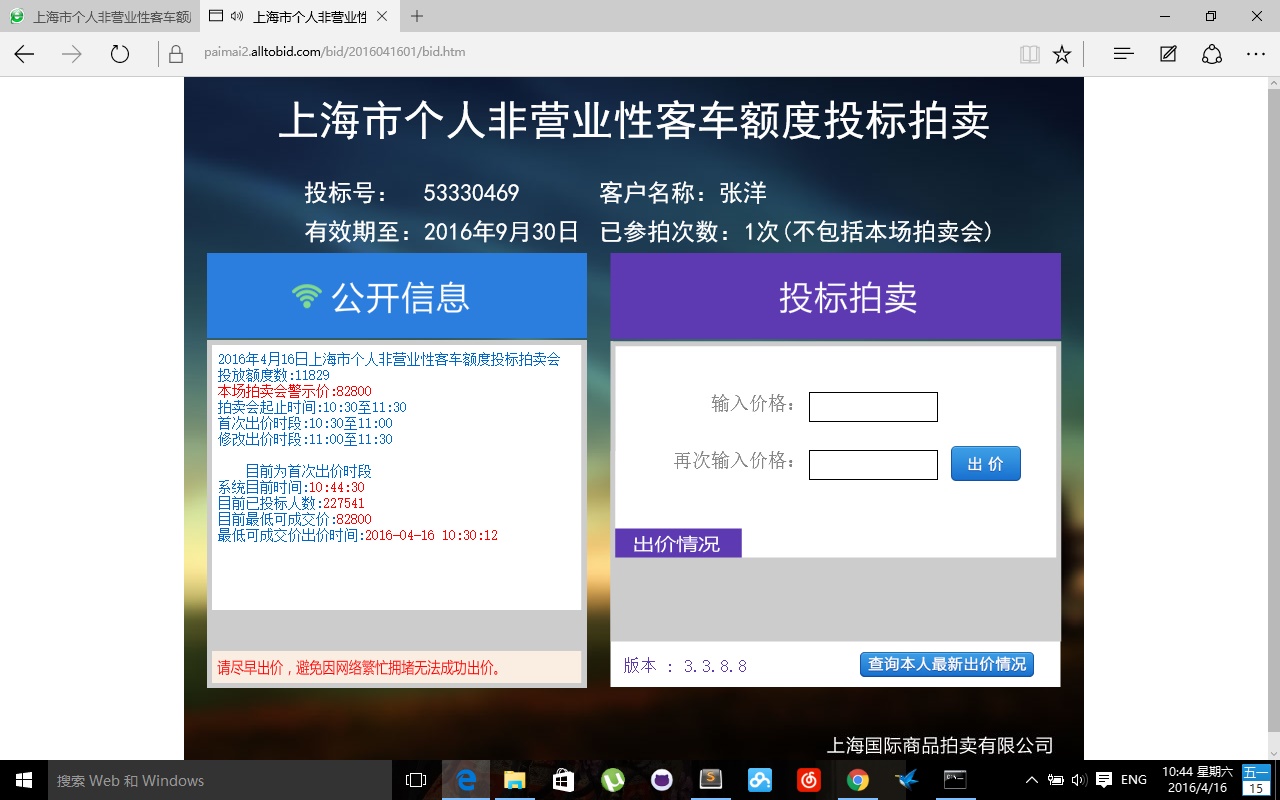 上海市个人非营业性客车额
上海市个人非营业性
paimai2.alltobid.com/bid/2016041601/bid.htm
上海市个人非营业性客车额度投标拍卖
投标号： 53330469 客户名称：张洋
有效期至：2016年9月30日 已参拍次数：1次(不包括本场拍卖会)
公开信息
2016年4月16日上海市个人非营业性客车额度投标拍卖会
投放额度数:11829
本场拍卖会警示价:82800
拍卖会起止时间:10:30至11:30
首次出价时段:10:30至11:00
修改出价时段:11:00至11:30
目前为首次出价时段
系统目前时间:10:44:30
目前已投标人数:227541
目前最低可成交价:82800
最低可成交价出价时间:2016-04-16 10:30:12
请尽早出价，避免因网络繁忙拥堵无法成功出价。
投标拍卖
输入价格：
再次输入价格：
出 价
出价情况
版本 : 3.3.8.8
查询本人最新出价情况
上海国际商品拍卖有限公司
搜索 Web 和 Windows
ENG
10:44 星期六
2016/4/16
五一
15